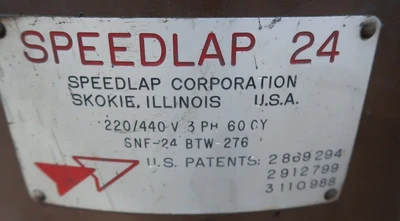 SPEEDLAP 24
SPEEDLAP CORPORATION
SKOKIE, ILLINOIS U.S.A.
220/440 V 3 PH 60 CY
SNF-24 BTW-276
U.S. PATENTS: 2869294
2912799
3110988